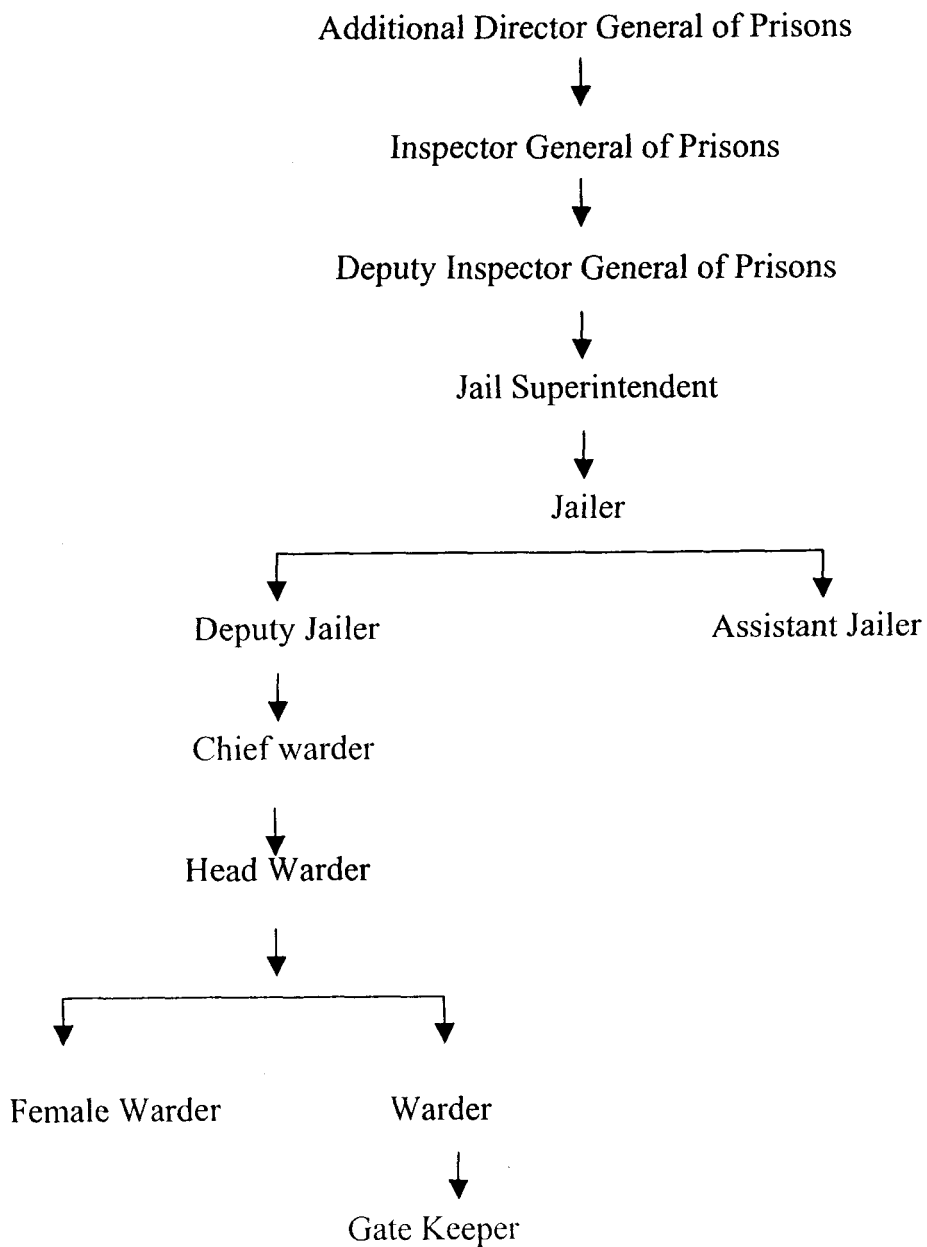 Additional Director General of Prisons
Inspector General of Prisons
Deputy Inspector General of Prisons
Jail Superintendent
Jailer
Deputy Jailer
Assistant Jailer
Chief warder
Head Warder
Female Warder
Warder
Gate Keeper